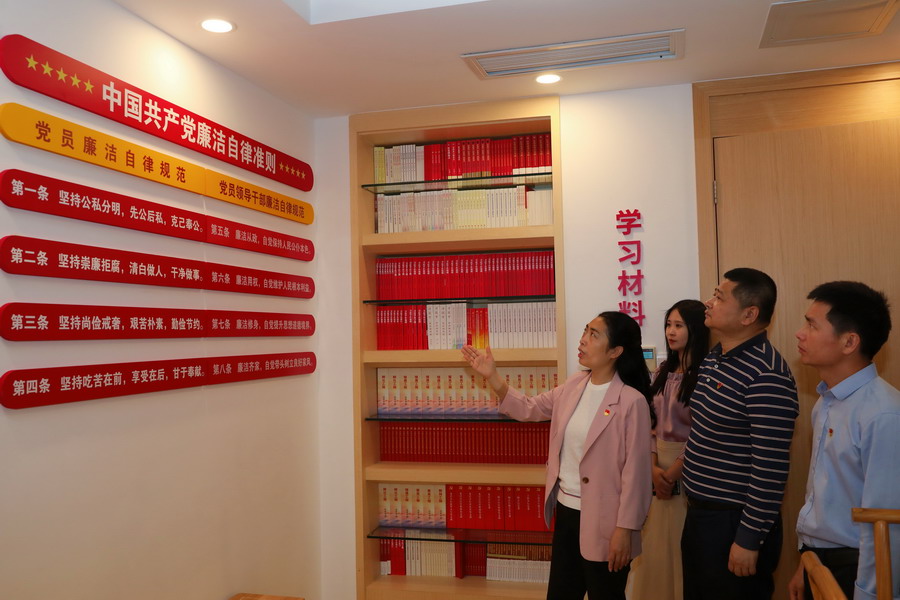 中国共产党廉洁自律准则
党员廉洁自律规范
党员领导干部廉洁自律规范
第一条 坚持公私分明，先公后私，克己奉公。
第五条 廉洁从政，自觉保持人民公仆本色。
第二条 坚持崇廉拒腐，清白做人，干净做事。
第六条 廉洁用权，自觉维护人民根本利益。
第三条 坚持尚俭戒奢，艰苦朴素，勤俭节约。
第七条 廉洁修身，自觉提升思想道德境界。
第四条 坚持吃苦在前，享受在后，甘于奉献。
第八条 廉洁齐家，自觉带头树立良好家风。
学习材料